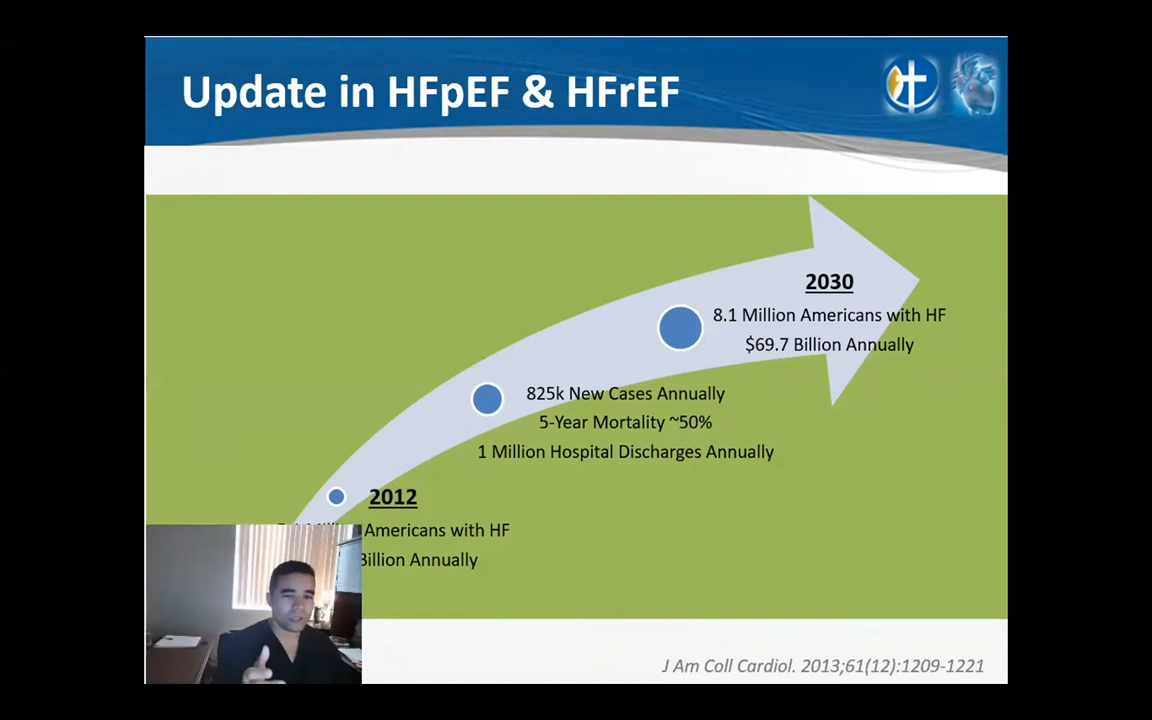 Update in HFpEF & HFrEF
2030
8.1 Million Americans with HF
$69.7 Billion Annually
825k New Cases Annually
5-Year Mortality ~50%
1 Million Hospital Discharges Annually
2012
Americans with HF
Billion Annually
J Am Coll Cardiol. 2013;61(12):1209-1221